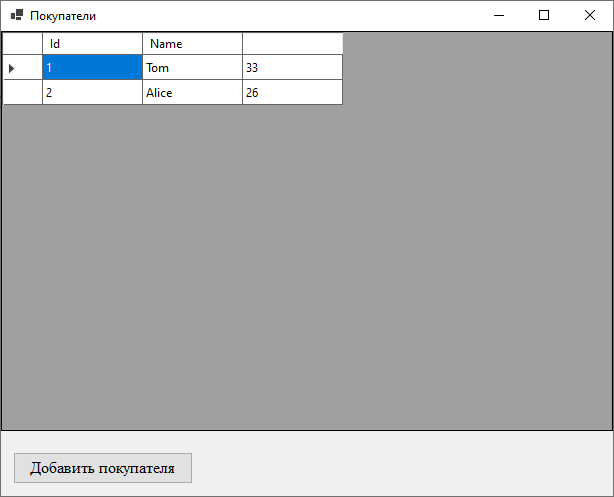 Покупатели
Id Name
1 Tom 33
2 Alice 26
Добавить покупателя